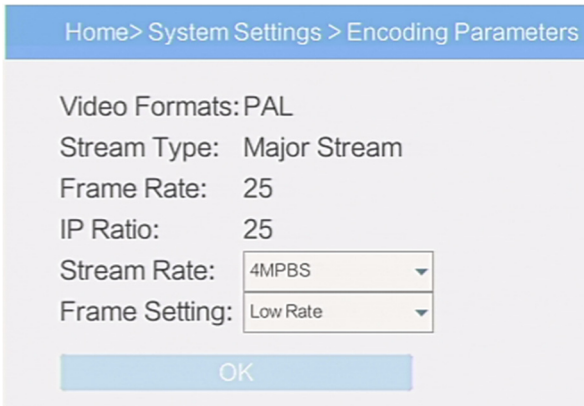 Home> System Settings > Encoding Parameters
Video Formats: PAL
Stream Type: Major Stream
Frame Rate: 25
IP Ratio: 25
Stream Rate: 4MPBS
Frame Setting: Low Rate
OK